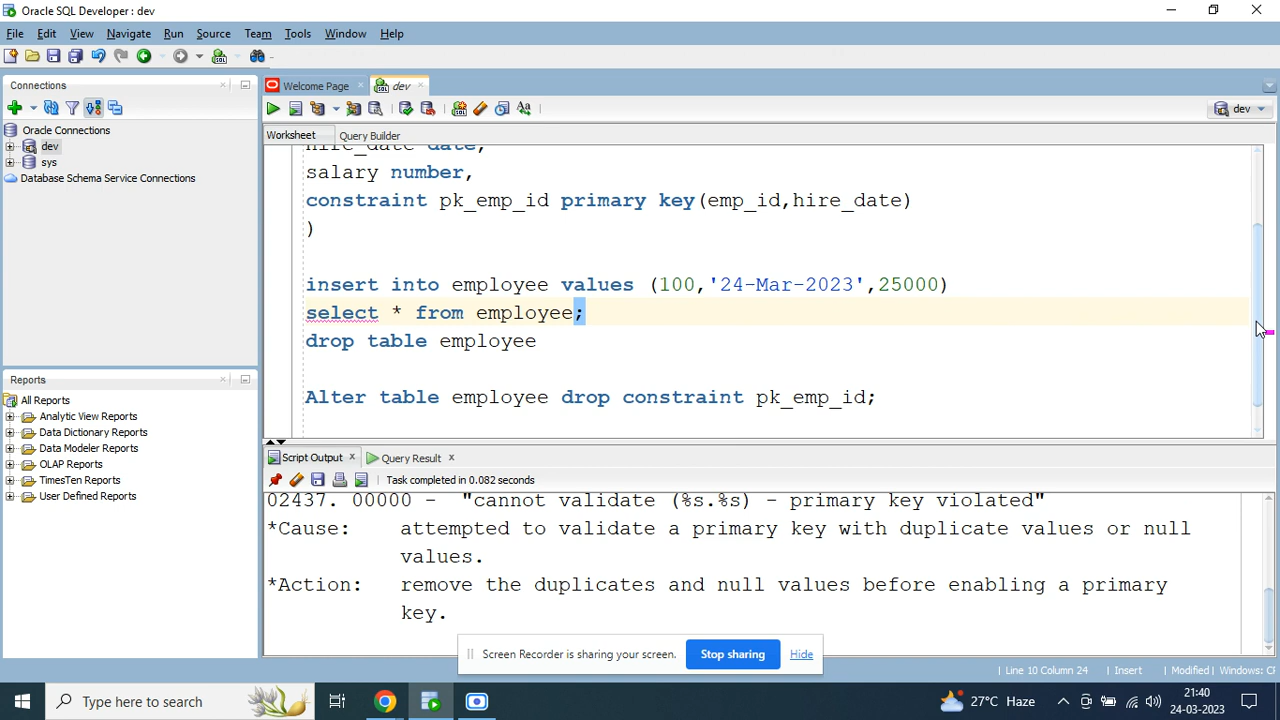 Oracle SQL Developer : dev
File Edit View Navigate Run Source Team Tools Window Help
Connections
Oracle Connections
dev
sys
Database Schema Service Connections
Reports
All Reports
Analytic View Reports
Data Dictionary Reports
Data Modeler Reports
OLAP Reports
TimesTen Reports
User Defined Reports
Welcome Page dev
dev
Worksheet Query Builder
hire_date date,
salary number,
constraint pk_emp_id primary key(emp_id,hire_date)
)
insert into employee values (100,'24-Mar-2023',25000)
select * from employee;
drop table employee
Alter table employee drop constraint pk_emp_id;
Script Output Query Result
Task completed in 0.082 seconds
02437. 00000 - "cannot validate (%s.%s) - primary key violated"
*Cause: attempted to validate a primary key with duplicate values or null
values.
*Action: remove the duplicates and null values before enabling a primary
key.
Screen Recorder is sharing your screen. Stop sharing Hide
Line 10 Column 24 Insert Modified Windows: CF
Type here to search
27°C Haze
21:40
24-03-2023